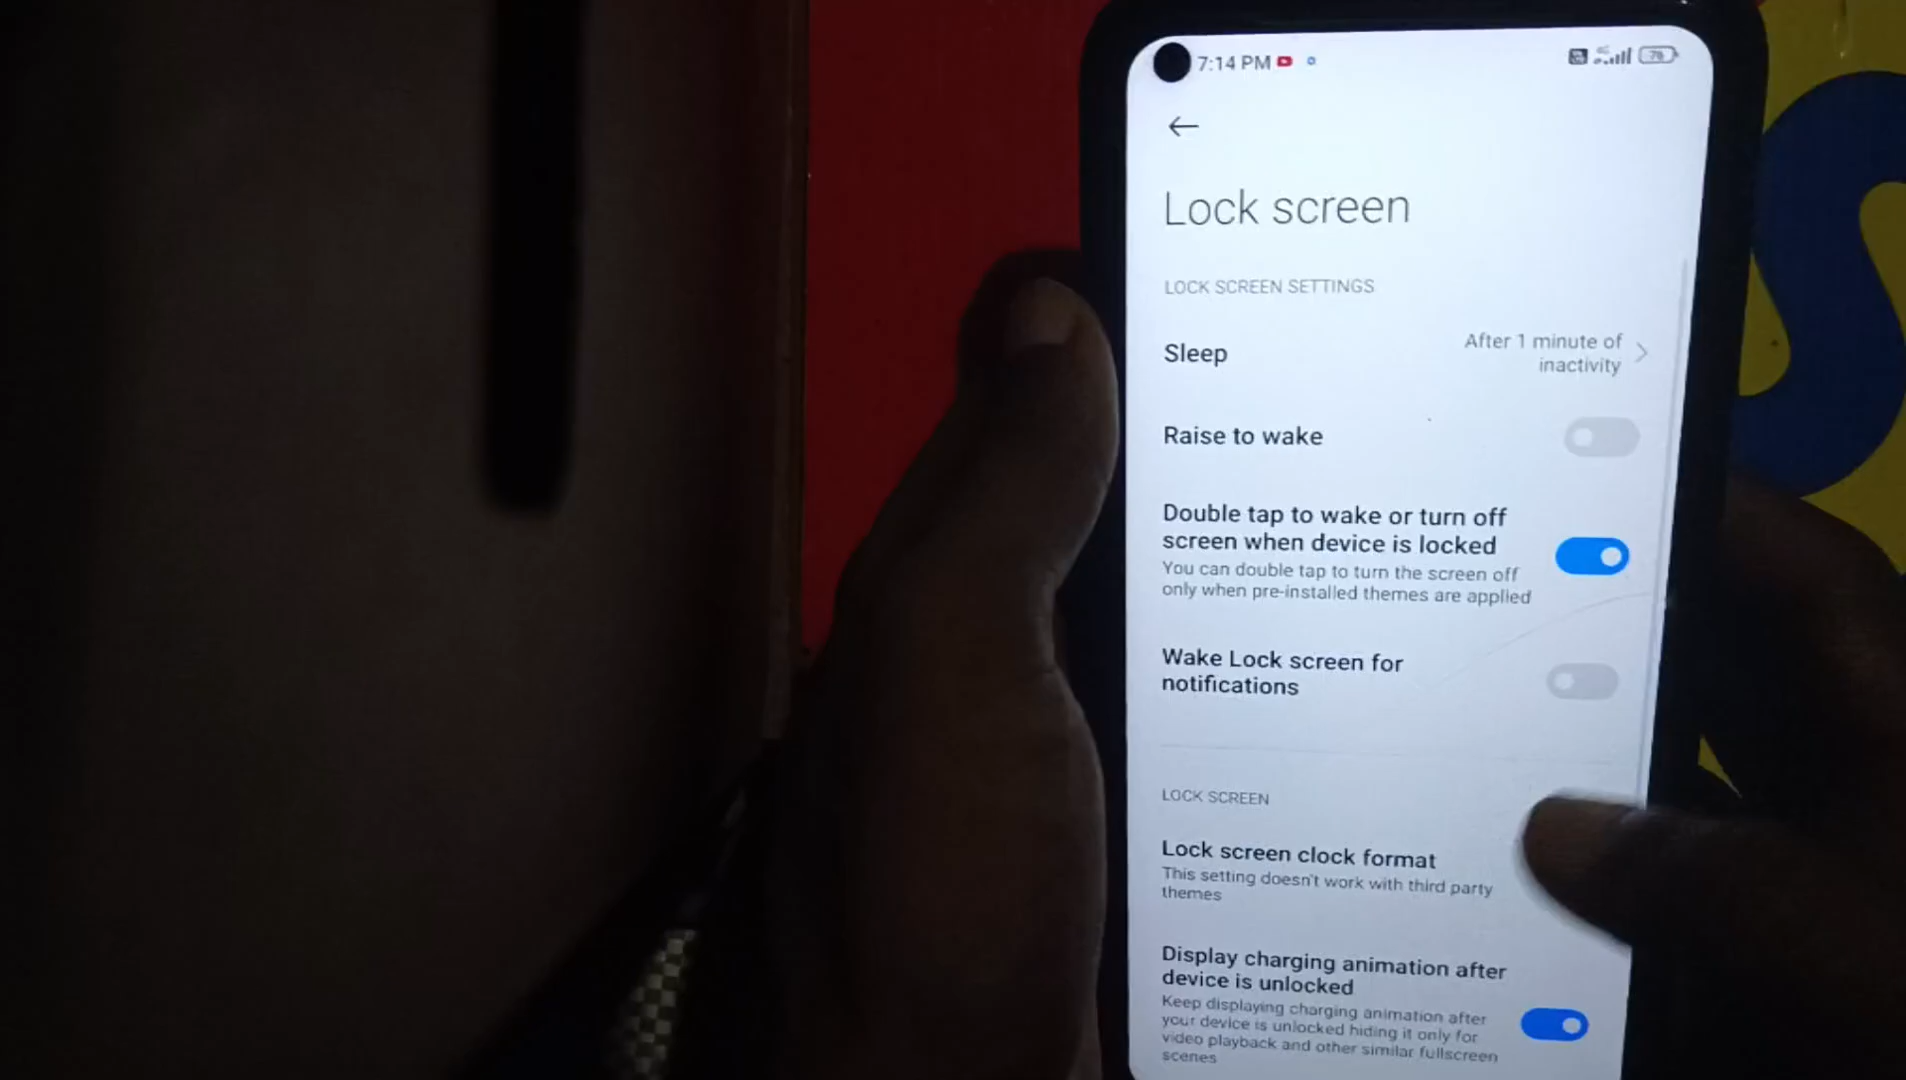 7:14 PM
76
Lock screen
LOCK SCREEN SETTINGS
Sleep
After 1 minute of
inactivity
Raise to wake
Double tap to wake or turn off
screen when device is locked
You can double tap to turn the screen off
only when pre-installed themes are applied
Wake Lock screen for
notifications
LOCK SCREEN
Lock screen clock format
This setting doesn't work with third party
themes
Display charging animation after
device is unlocked
Keep displaying charging animation after
your device is unlocked hiding it only for
video playback and other similar fullscreen
scenes